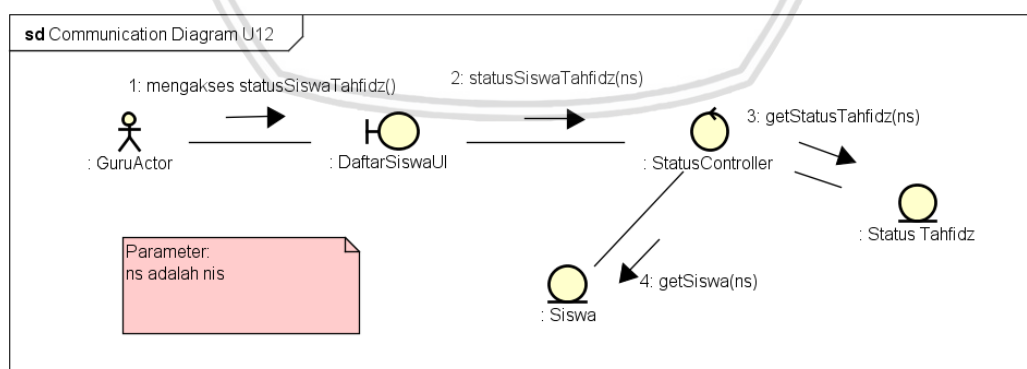 sd Communication Diagram U12
1: mengakses statusSiswaTahfidz()
2: statusSiswaTahfidz(ns)
3: getStatusTahfidz(ns)
: GuruActor
: DaftarSiswaUI
: StatusController
: Status Tahfidz
Parameter:
ns adalah nis
4: getSiswa(ns)
: Siswa